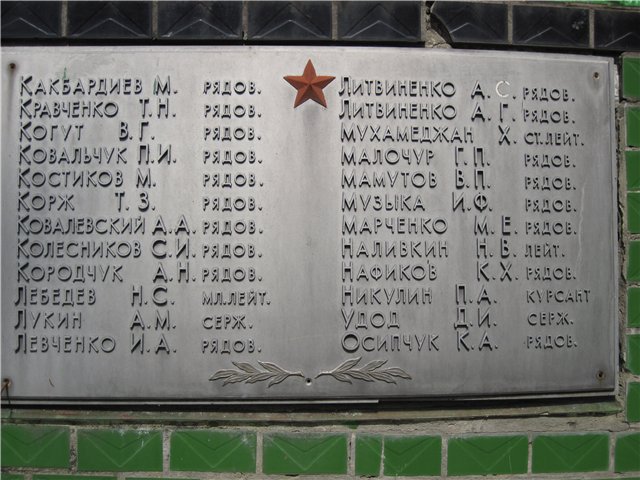 Какбардиев М. рядов.
Кравченко Т.Н рядов.
Когут В.Г. рядов.
Ковальчук П.И. рядов.
Костиков М. рядов.
Корж Т.З. рядов.
Ковалевский А.А. рядов.
Колесников С.И. рядов.
Кородчук А.Н. рядов.
Лебедев Н.С. мл.лейт.
Лукин А.М. серж.
Левченко И.А. рядов.
Литвиненко А.С. рядов.
Литвиненко А.Г. рядов.
Мухамеджан Х. ст.лейт.
Малочур Г.П. рядов.
Мамутов В.П. рядов.
Музыка И.Ф. рядов.
Марченко М.Е. рядов.
Наливкин Н.В. лейт.
Нафиков К.Х. рядов.
Никулин П.А. курсант
Удод Д.И. серж.
Осипчук К.А. рядов.